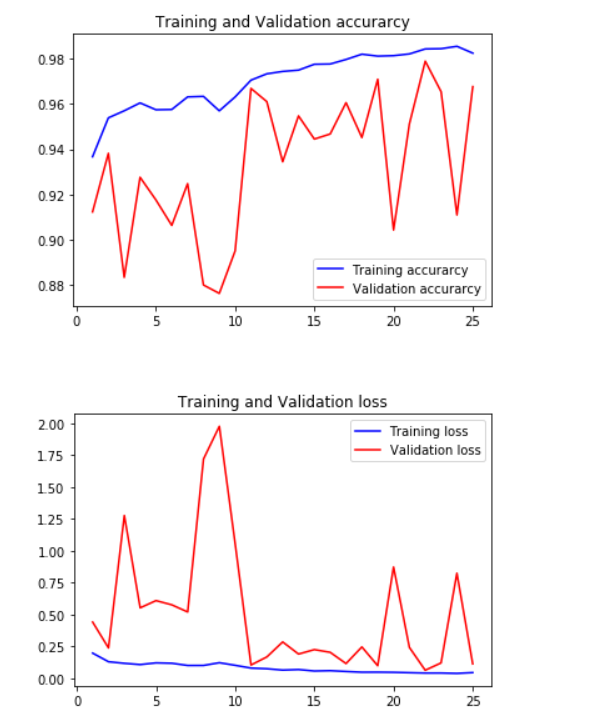 Training and Validation accurarcy
0.98
0.96
0.94
0.92
0.90
0.88
Training accurarcy
Validation accurarcy
0 5 10 15 20 25
Training and Validation loss
2.00
1.75
1.50
1.25
1.00
0.75
0.50
0.25
0.00
Training loss
Validation loss
0 5 10 15 20 25